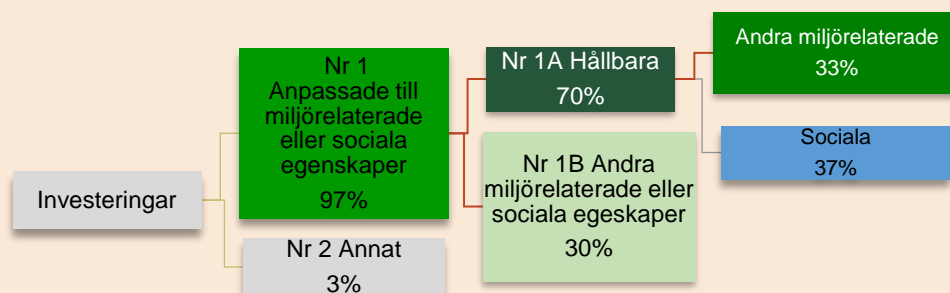 Investeringar
Nr 1
Anpassade till
miljörelaterade
eller sociala
egenskaper
97%
Nr 2 Annat
3%
Nr 1A Hållbara
70%
Nr 1B Andra
miljörelaterade eller
sociala egeskaper
30%
Andra miljörelaterade
33%
Sociala
37%